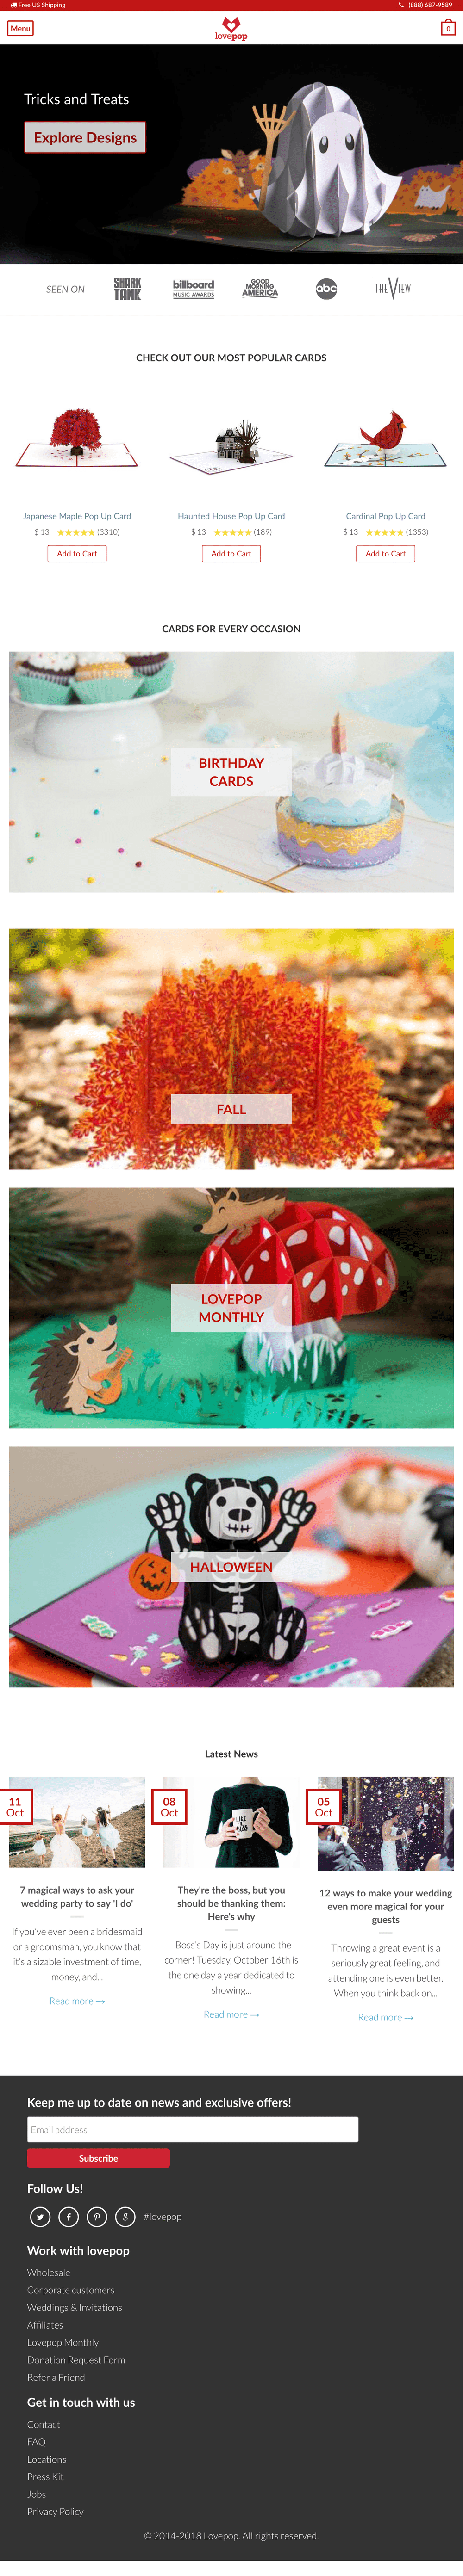 Free US Shipping
(888) 687-9589
Menu
lovepop
0
Tricks and Treats
Explore Designs
SEEN ON
SHARK
TANK
billboard
MUSIC AWARDS
GOOD
MORNING
AMERICA
abc
THE VIEW
CHECK OUT OUR MOST POPULAR CARDS
Japanese Maple Pop Up Card
$ 13 ★★★★★ (3310)
Add to Cart
Haunted House Pop Up Card
$ 13 ★★★★★ (189)
Add to Cart
Cardinal Pop Up Card
$ 13 ★★★★★ (1353)
Add to Cart
CARDS FOR EVERY OCCASION
BIRTHDAY
CARDS
FALL
LOVEPOP
MONTHLY
HALLOWEEN
Latest News
11
Oct
7 magical ways to ask your
wedding party to say 'I do'
If you've ever been a bridesmaid
or a groomsman, you know that
it's a sizable investment of time,
money, and...
Read more →
08
Oct
LIKE A BOSS
They're the boss, but you
should be thanking them:
Here's why
Boss's Day is just around the
corner! Tuesday, October 16th is
the one day a year dedicated to
showing...
Read more →
05
Oct
12 ways to make your wedding
even more magical for your
guests
Throwing a great event is a
seriously great feeling, and
attending one is even better.
When you think back on...
Read more →
Keep me up to date on news and exclusive offers!
Email address
Subscribe
Follow Us!
#lovepop
Work with lovepop
Wholesale
Corporate customers
Weddings & Invitations
Affiliates
Lovepop Monthly
Donation Request Form
Refer a Friend
Get in touch with us
Contact
FAQ
Locations
Press Kit
Jobs
Privacy Policy
© 2014-2018 Lovepop. All rights reserved.